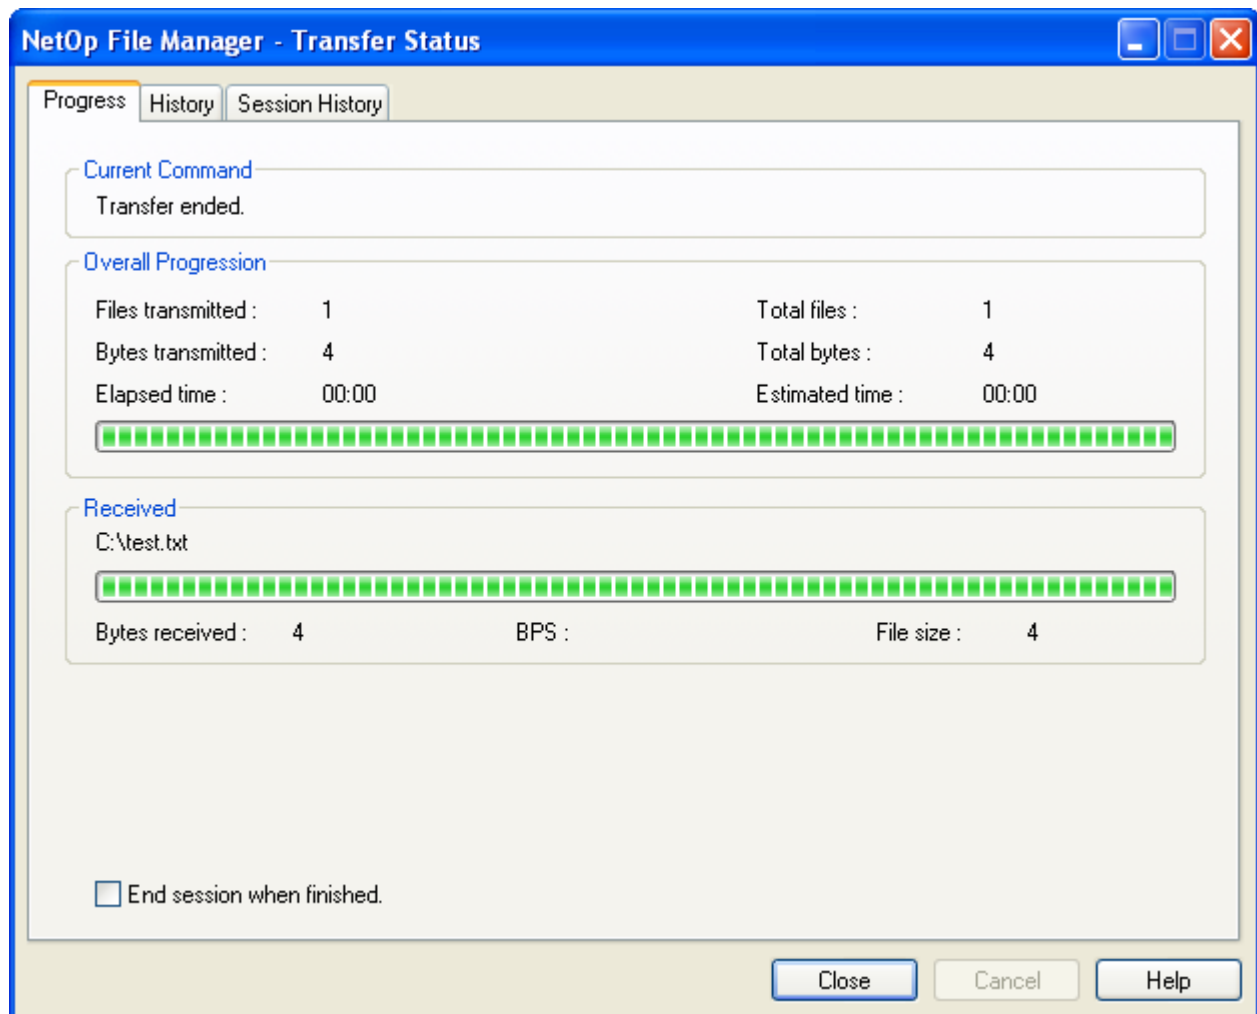 NetOp File Manager - Transfer Status
Progress History Session History
Current Command
Transfer ended.
Overall Progression
Files transmitted : 1 Total files : 1
Bytes transmitted : 4 Total bytes : 4
Elapsed time : 00:00 Estimated time : 00:00
Received
C:\test.txt
Bytes received : 4 BPS : File size : 4
End session when finished.
Close Cancel Help